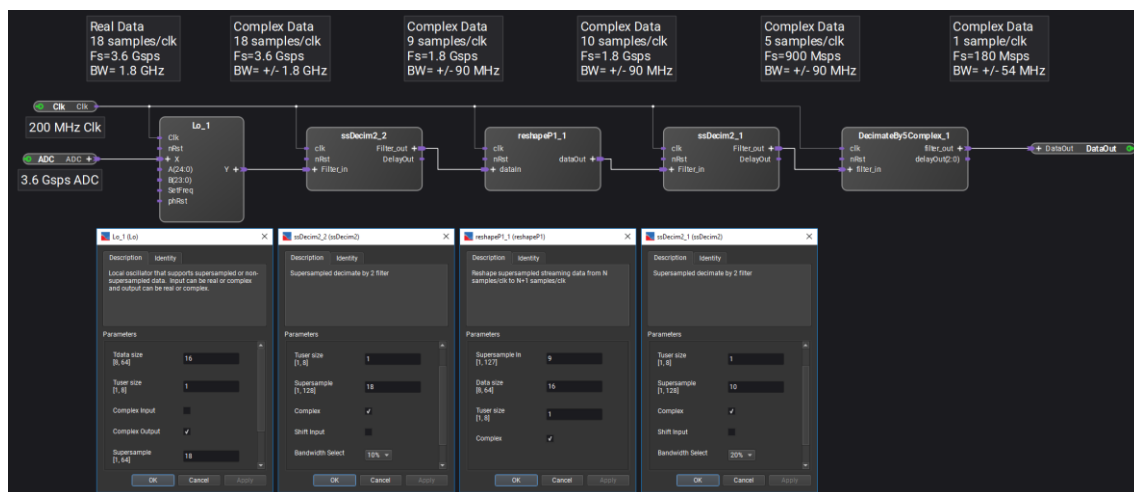 Real Data
18 samples/clk
Fs=3.6 Gsps
BW= 1.8 GHz
Complex Data
18 samples/clk
Fs=3.6 Gsps
BW= +/- 1.8 GHz
Complex Data
9 samples/clk
Fs=1.8 Gsps
BW= +/- 90 MHz
Complex Data
10 samples/clk
Fs=1.8 Gsps
BW= +/- 90 MHz
Complex Data
5 samples/clk
Fs=900 Msps
BW= +/- 90 MHz
Complex Data
1 samples/clk
Fs=180 Msps
BW= +/- 54 MHz
Clk Clk
200 MHz Clk
ADC ADC +
3.6 Gsps ADC
Lo_1
Clk
nRst
+ X
A(24:0)
B(23:0)
SetFreq
phRst
Y +
ssDecim2_2
clk
nRst
+ Filter_in
Filter_out +
DelayOut
reshapeP1_1
clk
nRst
+ dataIn
dataOut +
ssDecim2_1
clk
nRst
+ Filter_in
Filter_out +
DelayOut
DecimateBy5Complex_1
clk
nRst
+ filter_in
filter_out +
delayOut(2:0)
+ DataOut DataOut
Lo_1 (Lo)
Description Identity
Local oscillator that supports supersampled or non-
supersampled data. Input can be real or complex
and output can be real or complex.
Parameters
Tdata size
[8, 64]
16
Tuser size
[1, 8]
1
Complex Input
Complex Output
Supersample
[1, 64]
18
OK Cancel Apply
ssDecim2_2 (ssDecim2)
Description Identity
Supersampled decimate by 2 filter
Parameters
Tuser size
[1, 8]
1
Supersample
[1, 128]
18
Complex
Shift Input
Bandwidth Select 10%
OK Cancel Apply
reshapeP1_1 (reshapeP1)
Description Identity
Reshape supersampled streaming data from N
samples/clk to N+1 samples/clk
Parameters
Supersample In
[1, 127]
9
Data size
[8, 64]
16
Tuser size
[1, 8]
1
Complex
OK Cancel Apply
ssDecim2_1 (ssDecim2)
Description Identity
Supersampled decimate by 2 filter
Parameters
Tuser size
[1, 8]
1
Supersample
[1, 128]
10
Complex
Shift Input
Bandwidth Select 20%
OK Cancel Apply